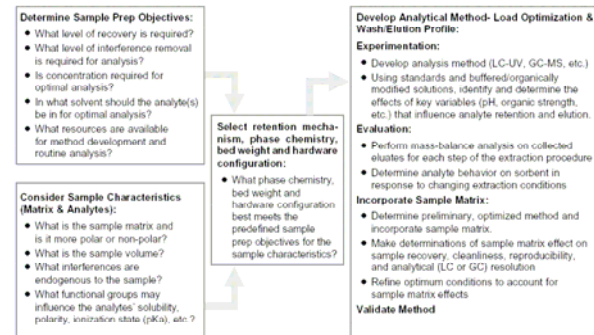 Determine Sample Prep Objectives:
● What level of recovery is required?
● What level of interference removal
is required for analysis?
● Is concentration required for
optimal analysis?
● In what solvent should the analyte(s)
be in for optimal analysis?
● What resources are available
for method development and
routine analysis?
Consider Sample Characteristics
(Matrix & Analytes):
● What is the sample matrix and
is it more polar or non-polar?
● What is the sample volume?
● What interferences are
endogenous to the sample?
● What functional groups may
influence the analytes' solubility,
polarity, ionization state (pKa), etc.?
Select retention mecha-
nism, phase chemistry,
bed weight and hardware
configuration:
● What phase chemistry,
bed weight and
hardware configuration
best meets the
predefined sample
prep objectives for the
sample characteristics?
Develop Analytical Method- Load Optimization &
Wash/Elution Profile:
Experimentation:
● Develop analysis method (LC-UV, GC-MS, etc.)
● Using standards and buffered/organically
modified solutions, identify and determine the
effects of key variables (pH, organic strength,
etc.) that influence analyte retention and elution.
Evaluation:
● Perform mass-balance analysis on collected
eluates for each step of the extraction procedure
● Determine analyte behavior on sorbent in
response to changing extraction conditions
Incorporate Sample Matrix:
● Determine preliminary, optimized method and
incorporate sample matrix.
● Make determinations of sample matrix effect on
sample recovery, cleanliness, reproducibility,
and analytical (LC or GC) resolution
● Refine optimum conditions to account for
sample matrix effects
Validate Method